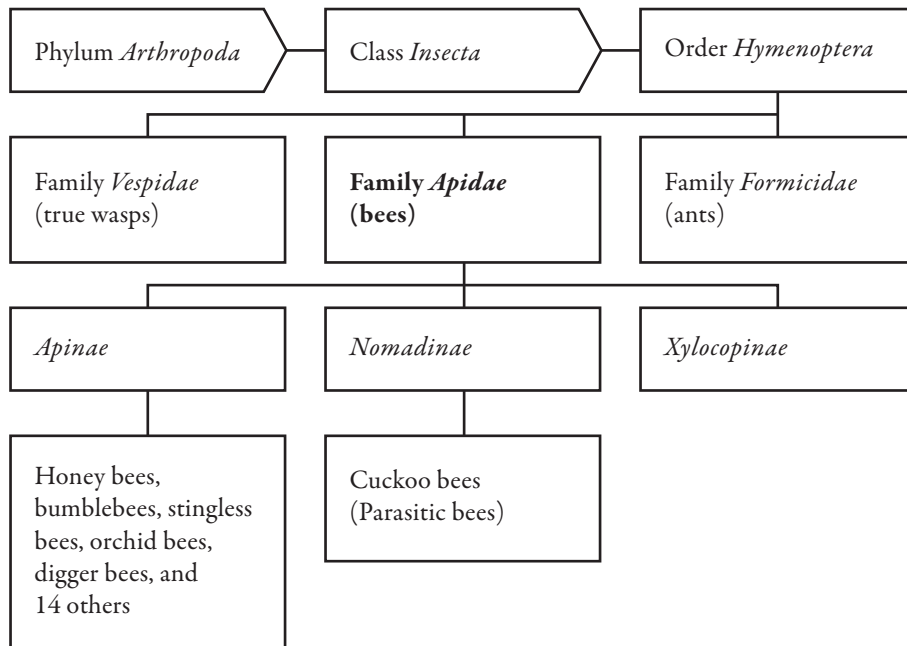 Phylum Arthropoda
Class Insecta
Order Hymenoptera
Family Vespidae
(true wasps)
Family Apidae
(bees)
Family Formicidae
(ants)
Apinae
Nomadinae
Xylocopinae
Honey bees,
bumblebees, stingless
bees, orchid bees,
digger bees, and
14 others
Cuckoo bees
(Parasitic bees)